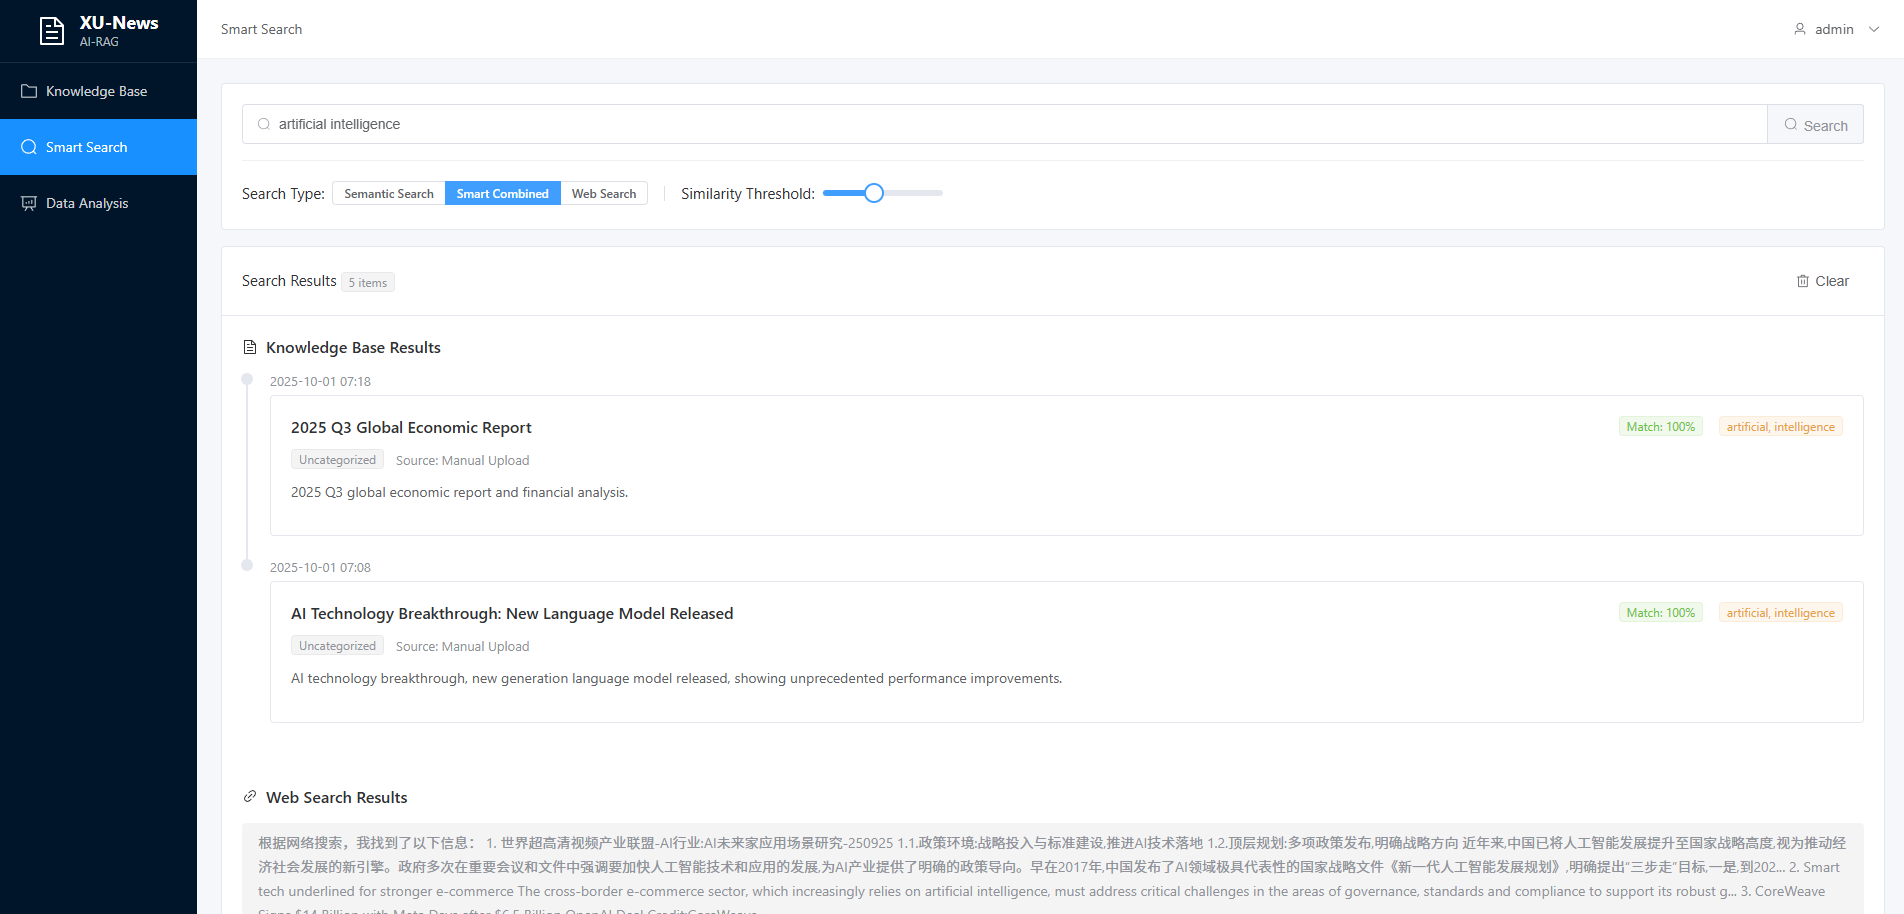 XU-News
AI-RAG
Knowledge Base
Smart Search
Data Analysis
Smart Search
admin
artificial intelligence
Search
Search Type:
Semantic Search
Smart Combined
Web Search
Similarity Threshold:
Search Results
5 items
Clear
Knowledge Base Results
2025-10-01 07:18
2025 Q3 Global Economic Report
Match: 100%
artificial, intelligence
Uncategorized
Source: Manual Upload
2025 Q3 global economic report and financial analysis.
2025-10-01 07:08
AI Technology Breakthrough: New Language Model Released
Match: 100%
artificial, intelligence
Uncategorized
Source: Manual Upload
AI technology breakthrough, new generation language model released, showing unprecedented performance improvements.
Web Search Results
根据网络搜索，我找到了以下信息： 1. 世界超高清视频产业联盟-AI行业:AI未来家应用场景研究-250925 1.1.政策环境:战略投入与标准建设,推进AI技术落地 1.2.顶层规划:多项政策发布,明确战略方向 近年来,中国已将人工智能发展提升至国家战略高度,视为推动经
济社会发展的新引擎。政府多次在重要会议和文件中强调要加快人工智能技术和应用的发展,为AI产业提供了明确的政策导向。早在2017年,中国发布了AI领域极具代表性的国家战略文件《新一代人工智能发展规划》,明确提出“三步走”目标,一是,到202... 2. Smart
tech underlined for stronger e-commerce The cross-border e-commerce sector, which increasingly relies on artificial intelligence, must address critical challenges in the areas of governance, standards and compliance to support its robust g... 3. CoreWeave
Signs $14 Billion with Meta Days after $6.5 Billion OpenAI Deal Credit:CoreWeave